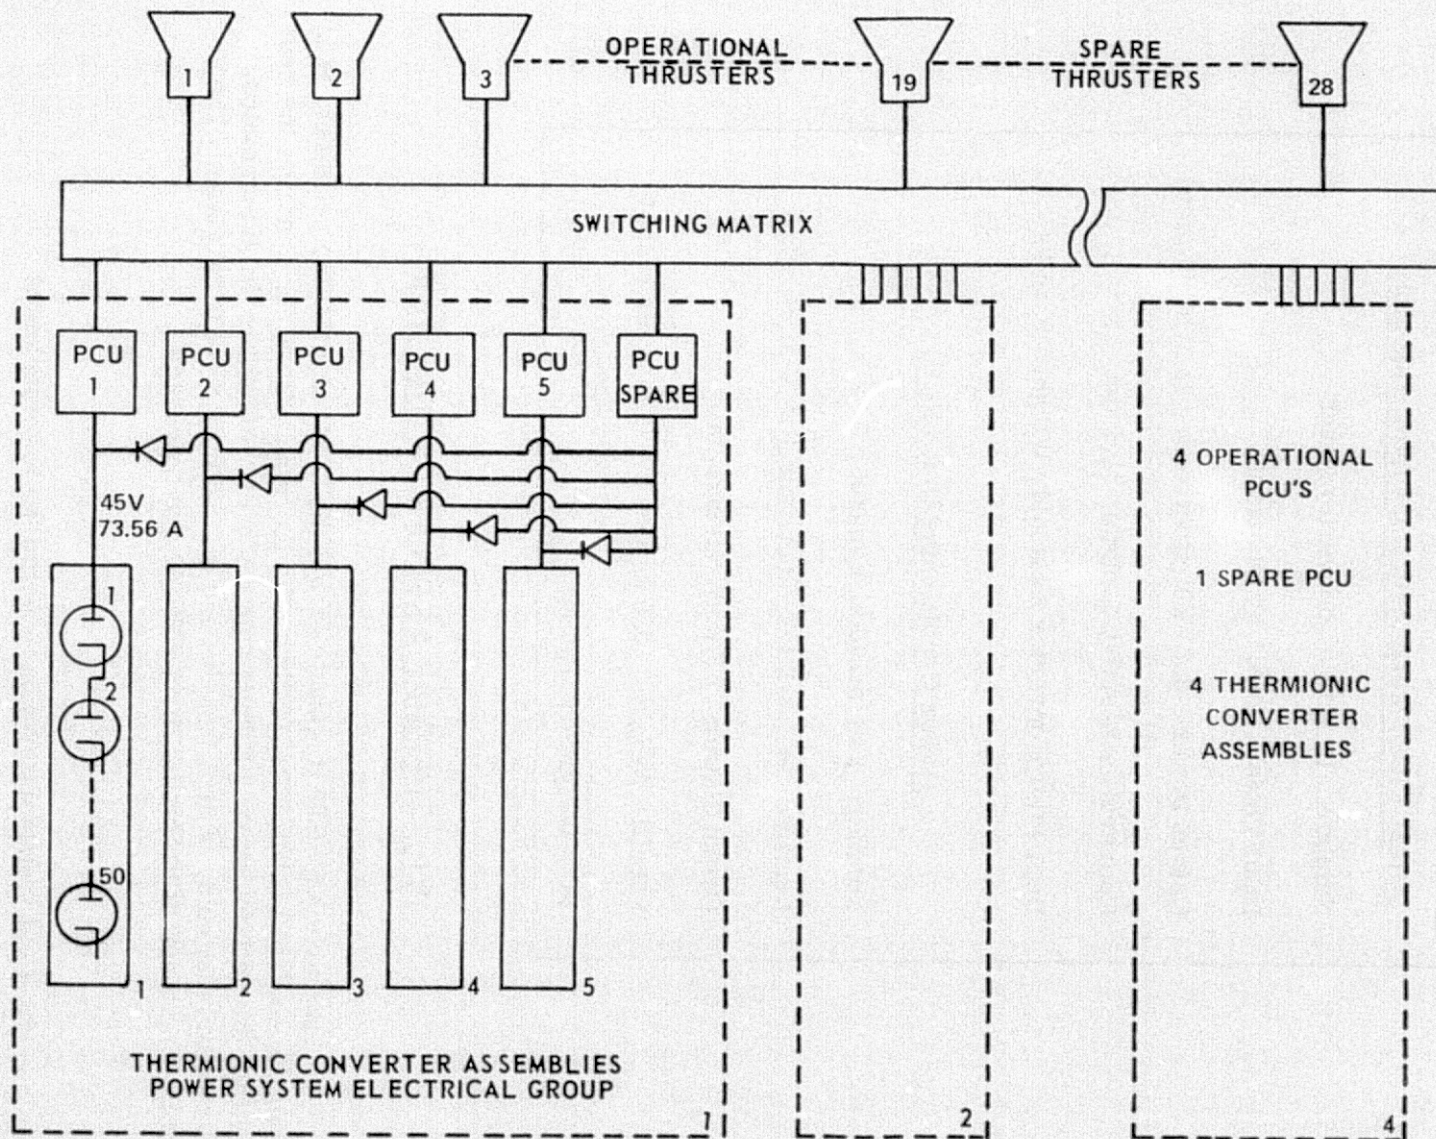 OPERATIONAL
THRUSTERS
SPARE
THRUSTERS
1
2
3
19
28
SWITCHING MATRIX
PCU
1
PCU
2
PCU
3
PCU
4
PCU
5
PCU
SPARE
45V
73.56 A
1
2
50
1
2
3
4
5
THERMIONIC CONVERTER ASSEMBLIES
POWER SYSTEM ELECTRICAL GROUP
1
2
4 OPERATIONAL
PCU'S
1 SPARE PCU
4 THERMIONIC
CONVERTER
ASSEMBLIES
4